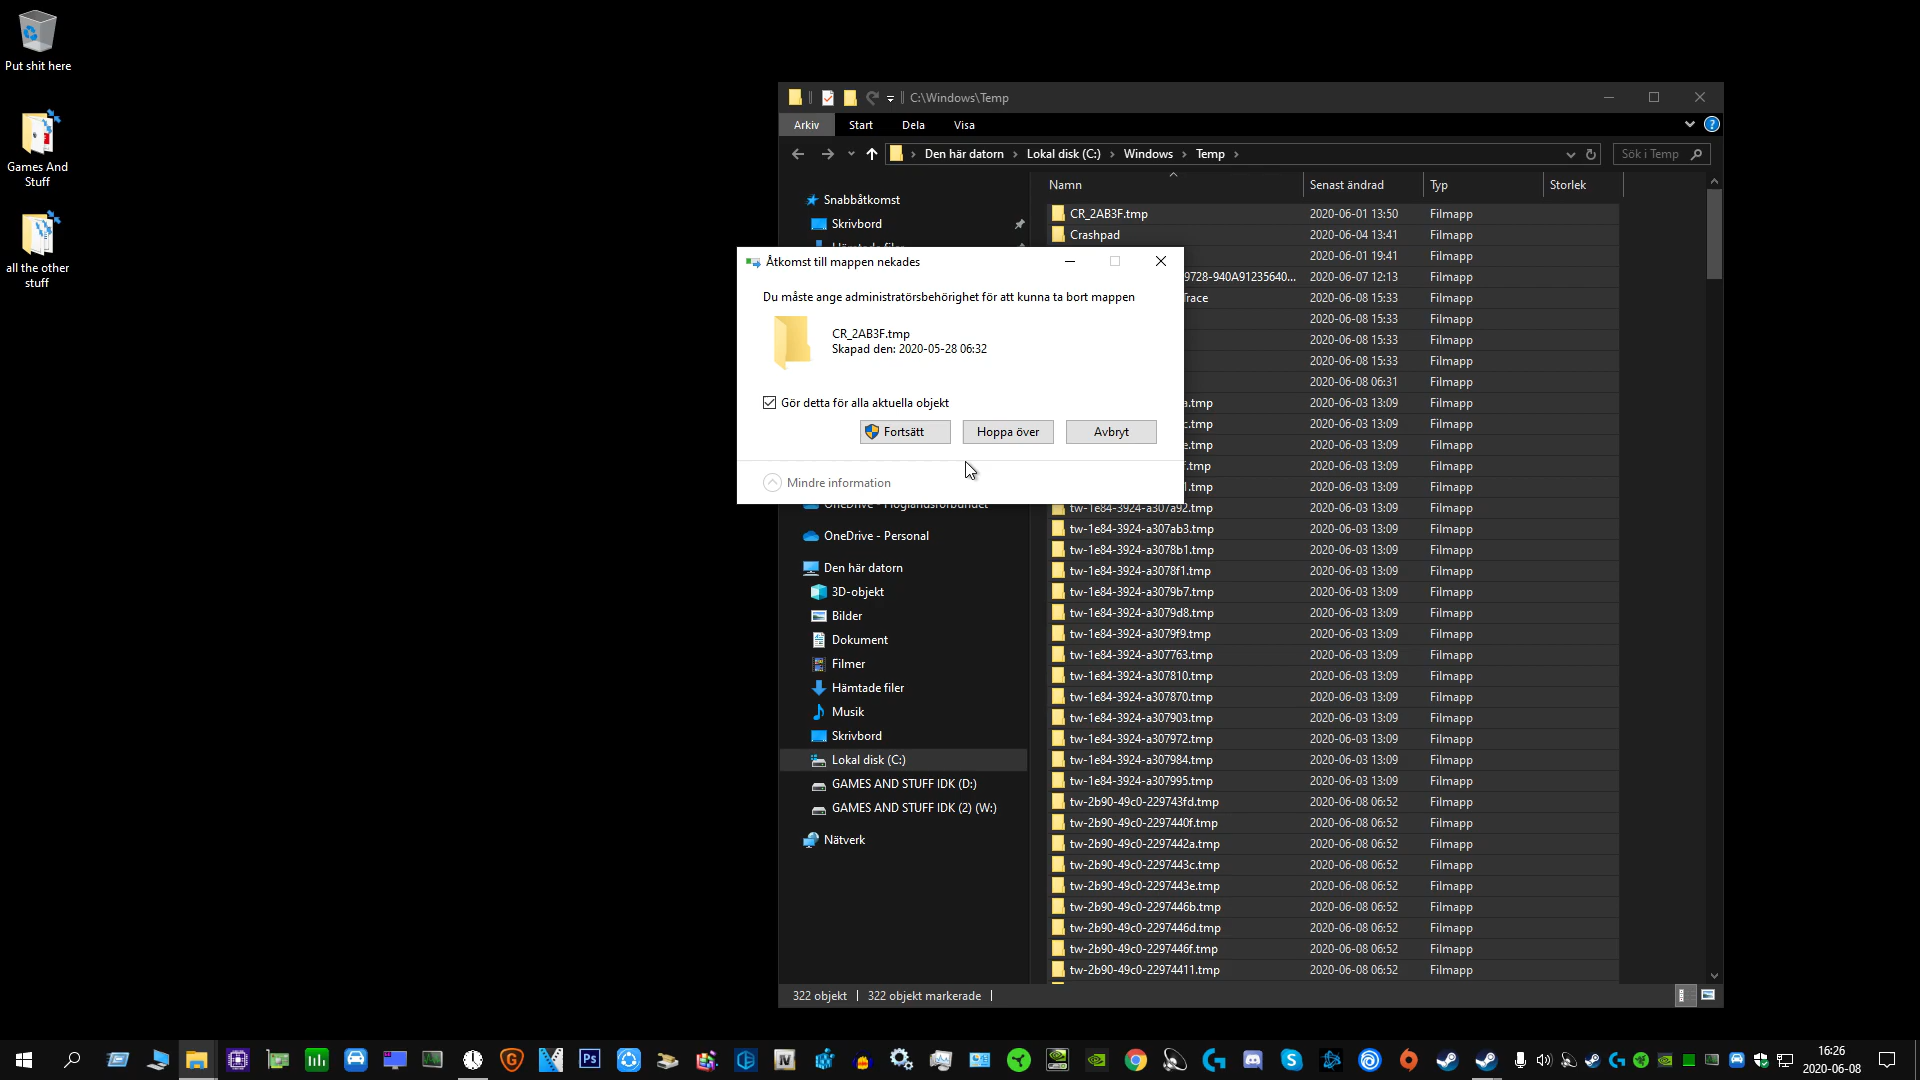 Put shit here
Games And
Stuff
all the other
stuff
C:\Windows\Temp
Arkiv
Start
Dela
Visa
Den här datorn
Lokal disk (C:)
Windows
Temp
Sök i Temp
Snabbåtkomst
Skrivbord
Hämtade filer
Namn
Senast ändrad
Typ
Storlek
CR_2AB3F.tmp 2020-06-01 13:50 Filmapp
Crashpad 2020-06-04 13:41 Filmapp
2020-06-01 19:41 Filmapp
9728-940A91235640... 2020-06-07 12:13 Filmapp
Trace 2020-06-08 15:33 Filmapp
2020-06-08 15:33 Filmapp
2020-06-08 15:33 Filmapp
2020-06-08 15:33 Filmapp
2020-06-08 06:31 Filmapp
a.tmp 2020-06-03 13:09 Filmapp
c.tmp 2020-06-03 13:09 Filmapp
e.tmp 2020-06-03 13:09 Filmapp
f.tmp 2020-06-03 13:09 Filmapp
1.tmp 2020-06-03 13:09 Filmapp
Åtkomst till mappen nekades
Du måste ange administratörsbehörighet för att kunna ta bort mappen
CR_2AB3F.tmp
Skapad den: 2020-05-28 06:32
Gör detta för alla aktuella objekt
Fortsätt
Hoppa över
Avbryt
Mindre information
OneDrive - Höglandsförbundet
OneDrive - Personal
Den här datorn
3D-objekt
Bilder
Dokument
Filmer
Hämtade filer
Musik
Skrivbord
Lokal disk (C:)
GAMES AND STUFF IDK (D:)
GAMES AND STUFF IDK (2) (W:)
Nätverk
tw-1e84-3924-a307a92.tmp 2020-06-03 13:09 Filmapp
tw-1e84-3924-a307ab3.tmp 2020-06-03 13:09 Filmapp
tw-1e84-3924-a3078b1.tmp 2020-06-03 13:09 Filmapp
tw-1e84-3924-a3078f1.tmp 2020-06-03 13:09 Filmapp
tw-1e84-3924-a3079b7.tmp 2020-06-03 13:09 Filmapp
tw-1e84-3924-a3079d8.tmp 2020-06-03 13:09 Filmapp
tw-1e84-3924-a3079f9.tmp 2020-06-03 13:09 Filmapp
tw-1e84-3924-a307763.tmp 2020-06-03 13:09 Filmapp
tw-1e84-3924-a307810.tmp 2020-06-03 13:09 Filmapp
tw-1e84-3924-a307870.tmp 2020-06-03 13:09 Filmapp
tw-1e84-3924-a307903.tmp 2020-06-03 13:09 Filmapp
tw-1e84-3924-a307972.tmp 2020-06-03 13:09 Filmapp
tw-1e84-3924-a307984.tmp 2020-06-03 13:09 Filmapp
tw-1e84-3924-a307995.tmp 2020-06-03 13:09 Filmapp
tw-2b90-49c0-229743fd.tmp 2020-06-08 06:52 Filmapp
tw-2b90-49c0-2297440f.tmp 2020-06-08 06:52 Filmapp
tw-2b90-49c0-2297442a.tmp 2020-06-08 06:52 Filmapp
tw-2b90-49c0-2297443c.tmp 2020-06-08 06:52 Filmapp
tw-2b90-49c0-2297443e.tmp 2020-06-08 06:52 Filmapp
tw-2b90-49c0-2297446b.tmp 2020-06-08 06:52 Filmapp
tw-2b90-49c0-2297446d.tmp 2020-06-08 06:52 Filmapp
tw-2b90-49c0-2297446f.tmp 2020-06-08 06:52 Filmapp
tw-2b90-49c0-22974411.tmp 2020-06-08 06:52 Filmapp
322 objekt
322 objekt markerade
16:26
2020-06-08